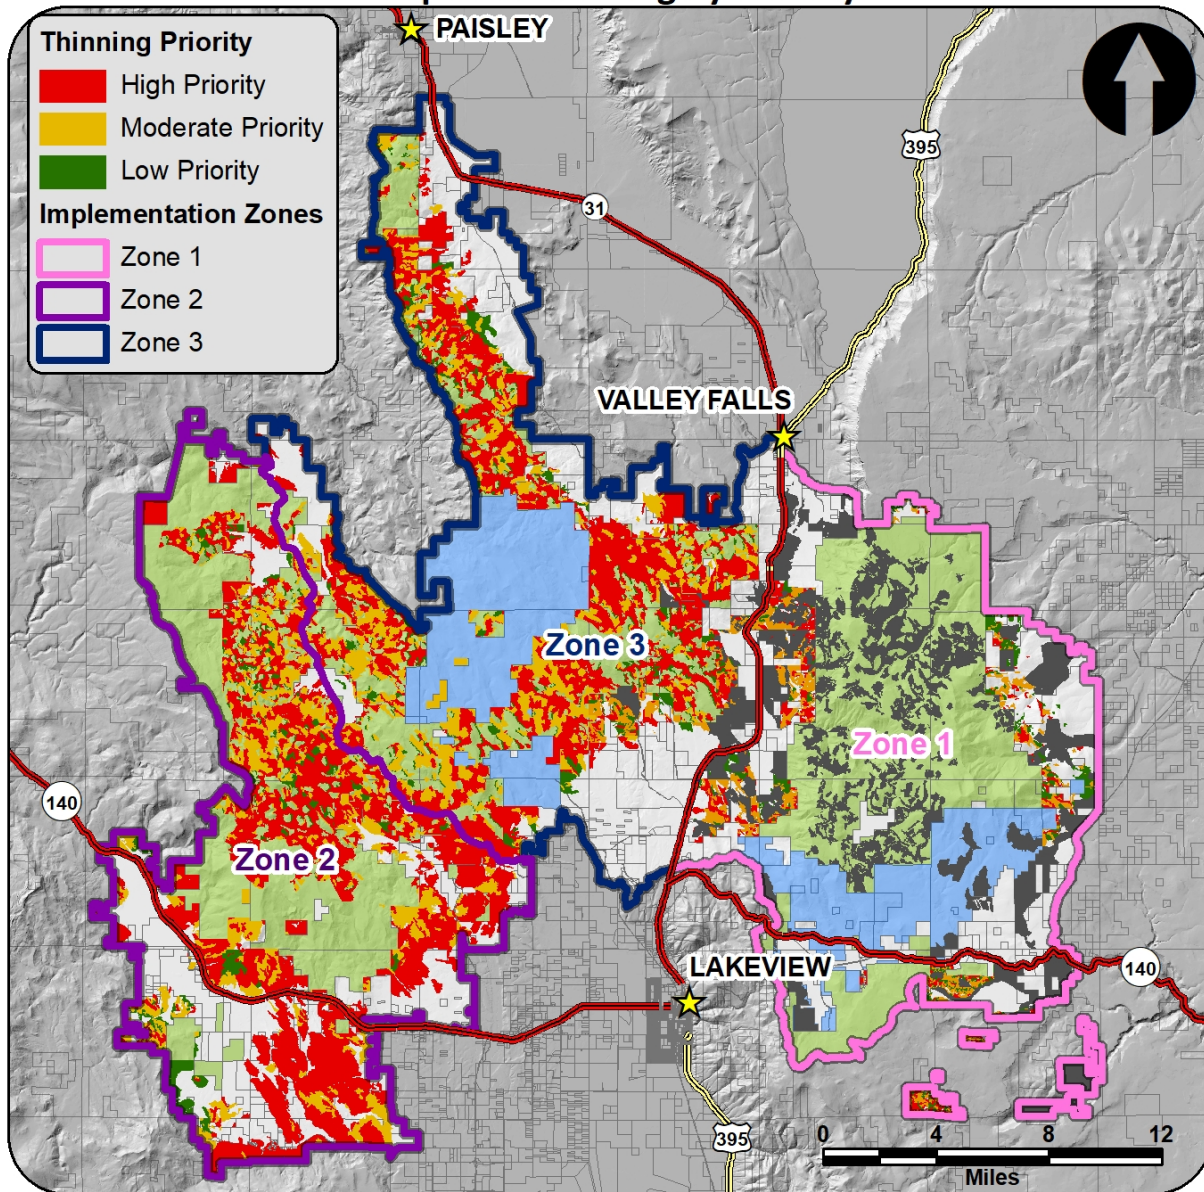 PAISLEY
Thinning Priority
High Priority
Moderate Priority
Low Priority
Implementation Zones
Zone 1
Zone 2
Zone 3
395
31
VALLEY FALLS
Zone 3
Zone 1
140
Zone 2
LAKEVIEW
140
395
0 4 8 12
Miles